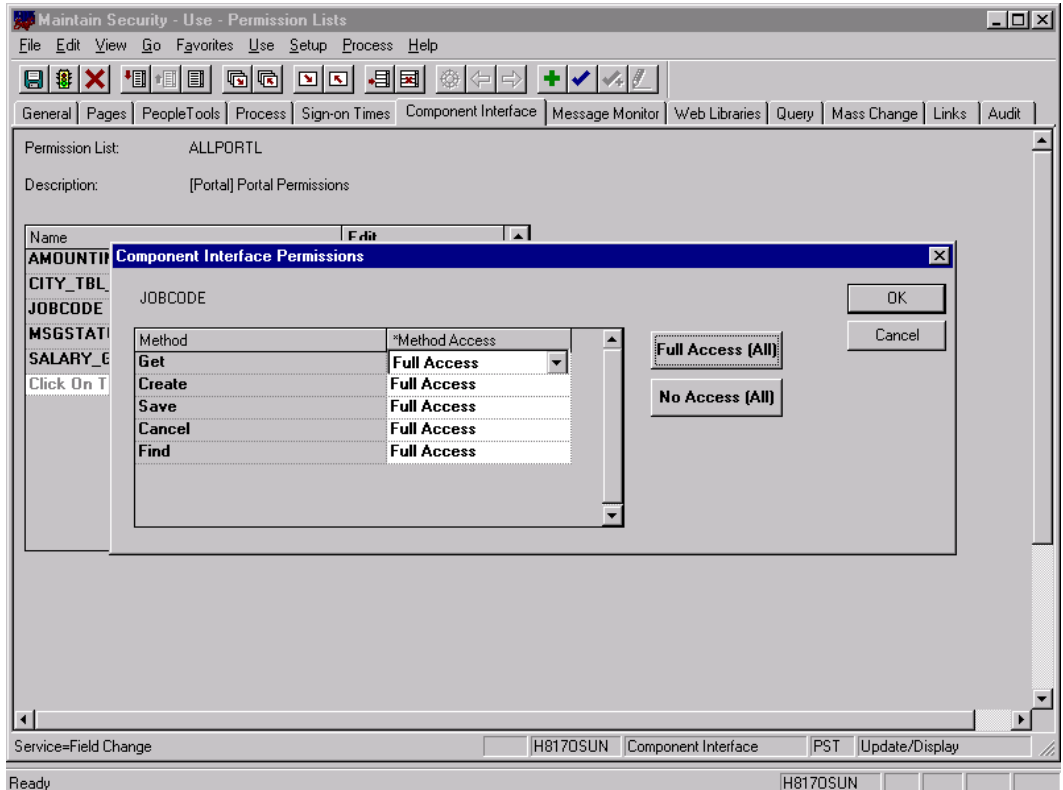 Maintain Security - Use - Permission Lists
File Edit View Go Favorites Use Setup Process Help
General Pages PeopleTools Process Sign-on Times Component Interface Message Monitor Web Libraries Query Mass Change Links Audit
Permission List: ALLPORTL
Description: [Portal] Portal Permissions
Name Edit
AMOUNTIN
CITY_TBL_
JOBCODE
MSGSTAT
SALARY_
Click On T
Component Interface Permissions
JOBCODE
OK
Cancel
Method *Method Access
Get Full Access
Create Full Access
Save Full Access
Cancel Full Access
Find Full Access
Full Access (All)
No Access (All)
Service=Field Change H817OSUN Component Interface PST Update/Display
Ready H817OSUN